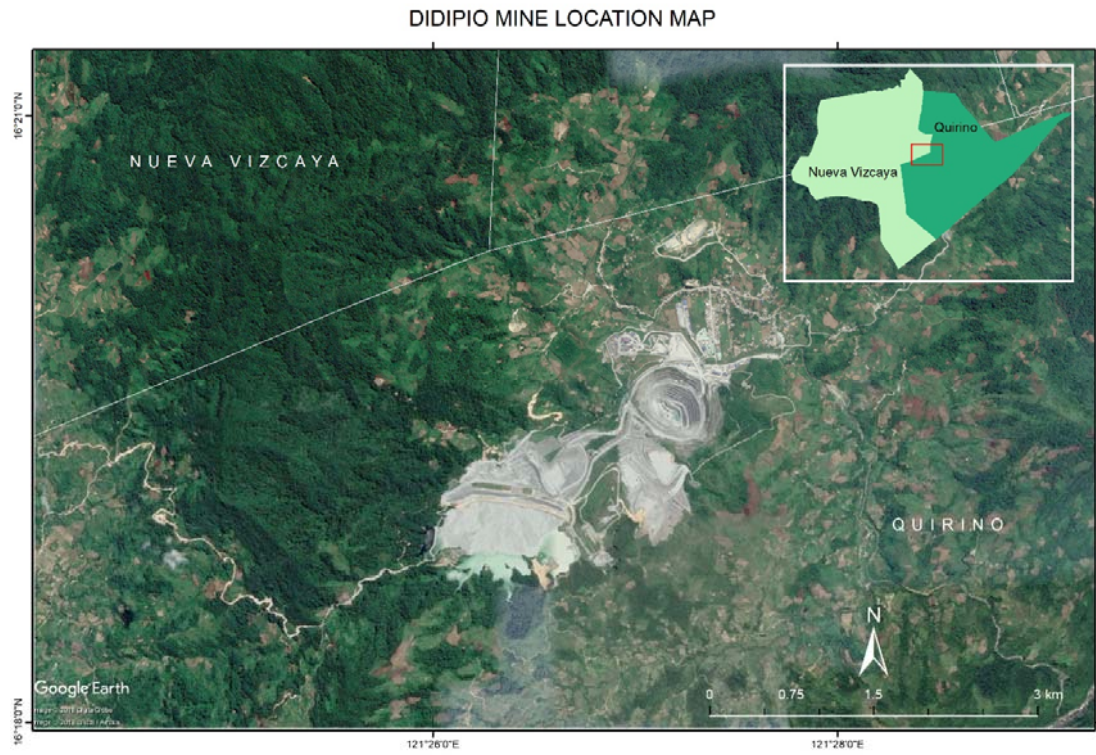 DIDIPIO MINE LOCATION MAP
16°21'0"N
NUEVA VIZCAYA
Quirino
Nueva Vizcaya
QUIRINO
N
0 0.75 1.5 3 km
Google Earth
16°18'0"N
121°26'0"E 121°28'0"E